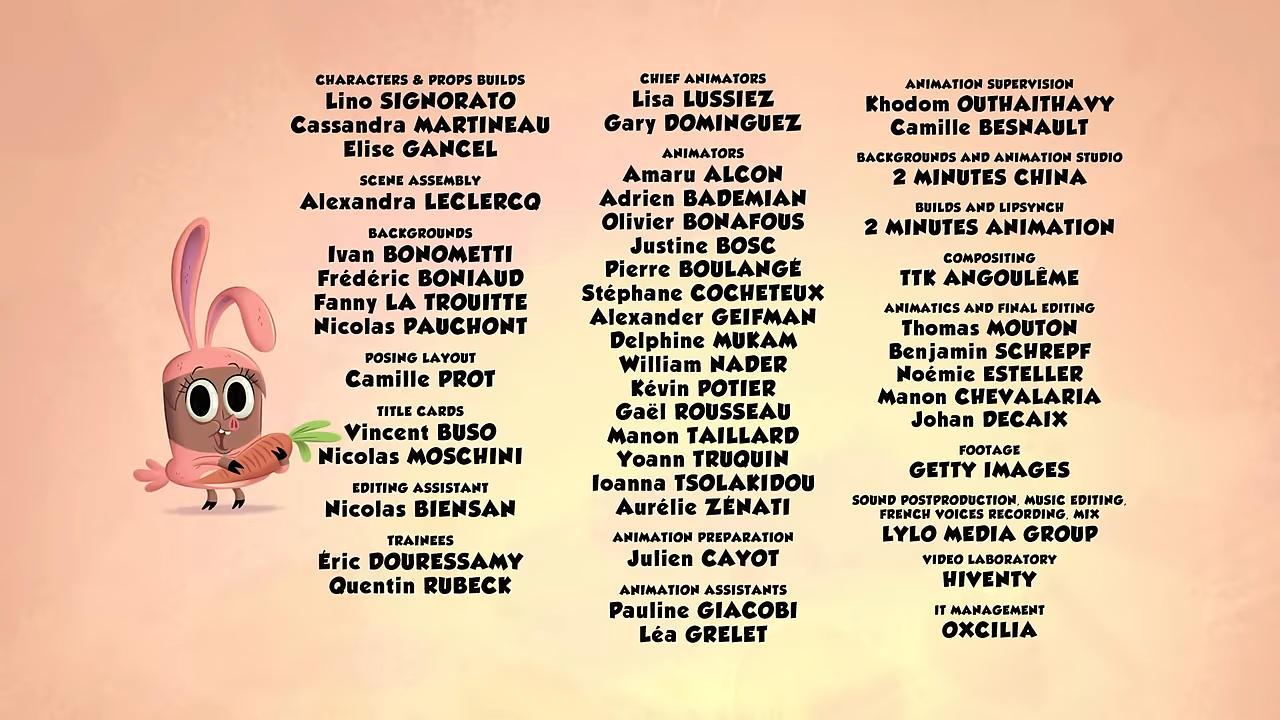 CHARACTERS & PROPS BUILDS
Lino SIGNORATO
Cassandra MARTINEAU
Elise GANCEL
SCENE ASSEMBLY
Alexandra LECLERCQ
BACKGROUNDS
Ivan BONOMETTI
Frédéric BONIAUD
Fanny LA TROUITTE
Nicolas PAUCHONT
POSING LAYOUT
Camille PROT
TITLE CARDS
Vincent BUSO
Nicolas MOSCHINI
EDITING ASSISTANT
Nicolas BIENSAN
TRAINEES
Éric DOURESSAMY
Quentin RUBECK
CHIEF ANIMATORS
Lisa LUSSIEZ
Gary DOMINGUEZ
ANIMATORS
Amaru ALCON
Adrien BADEMIAN
Olivier BONAFOUS
Justine BOSC
Pierre BOULANGÉ
Stéphane COCHETEUX
Alexander GEIFMAN
Delphine MUKAM
William NADER
Kévin POTIER
Gaël ROUSSEAU
Manon TAILLARD
Yoann TRUQUIN
Ioanna TSOLAKIDOU
Aurélie ZÉNATI
ANIMATION PREPARATION
Julien CAYOT
ANIMATION ASSISTANTS
Pauline GIACOBI
Léa GRELET
ANIMATION SUPERVISION
Khodom OUTHAITHAVY
Camille BESNAULT
BACKGROUNDS AND ANIMATION STUDIO
2 MINUTES CHINA
BUILDS AND LIPSYNCH
2 MINUTES ANIMATION
COMPOSITING
TTK ANGOULÊME
ANIMATICS AND FINAL EDITING
Thomas MOUTON
Benjamin SCHREPF
Noémie ESTELLER
Manon CHEVALARIA
Johan DECAIX
FOOTAGE
GETTY IMAGES
SOUND POSTPRODUCTION, MUSIC EDITING,
FRENCH VOICES RECORDING, MIX
LYLO MEDIA GROUP
VIDEO LABORATORY
HIVENTY
IT MANAGEMENT
OXCILIA